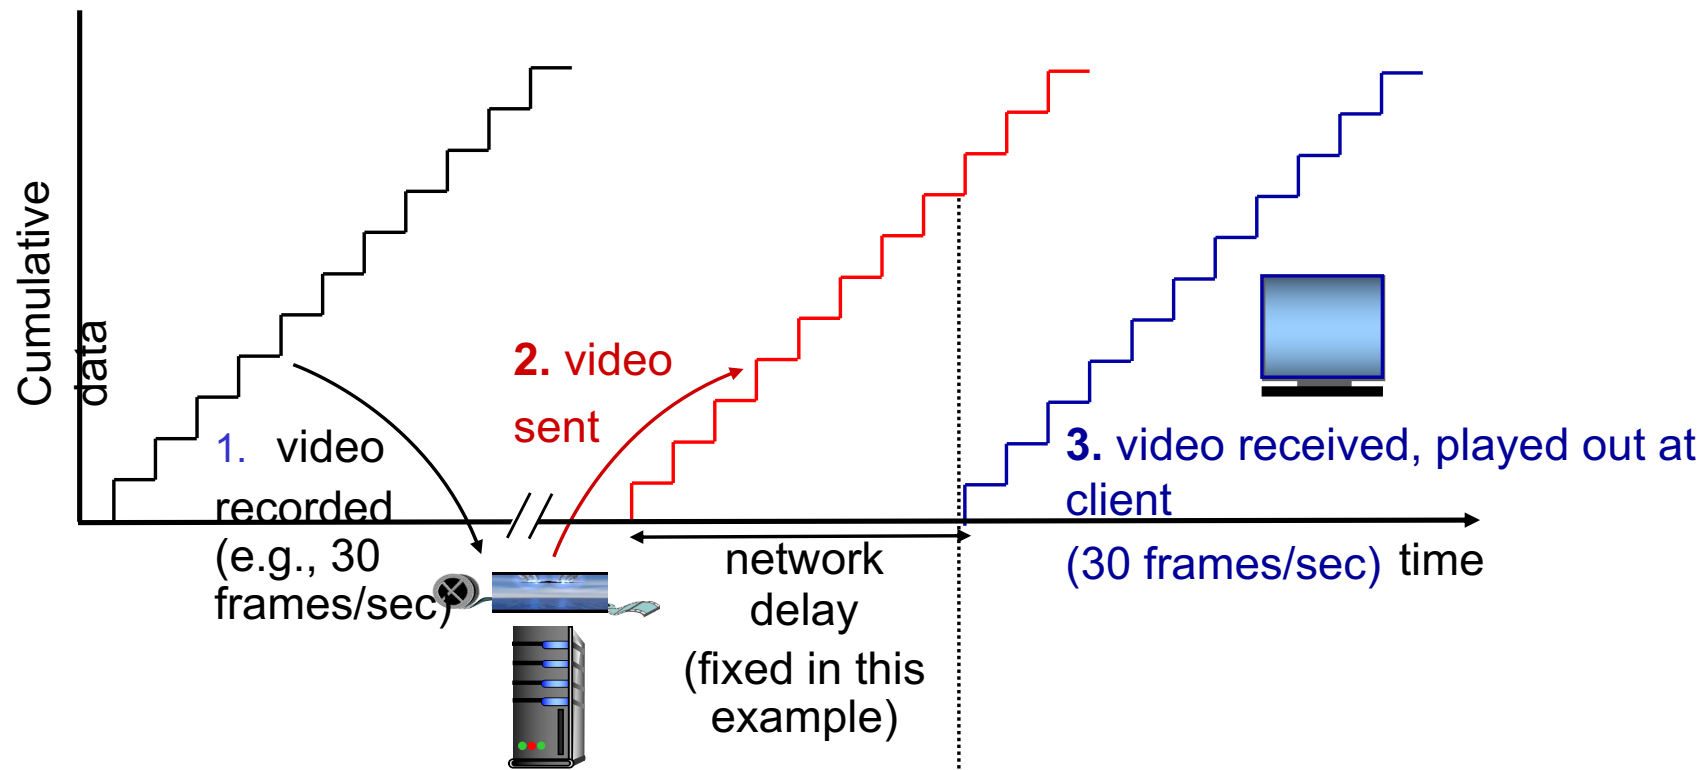 Cumulative
data
1. video
recorded
(e.g., 30
frames/sec)
2. video
sent
network
delay
(fixed in this
example)
3. video received, played out at
client
(30 frames/sec)
time